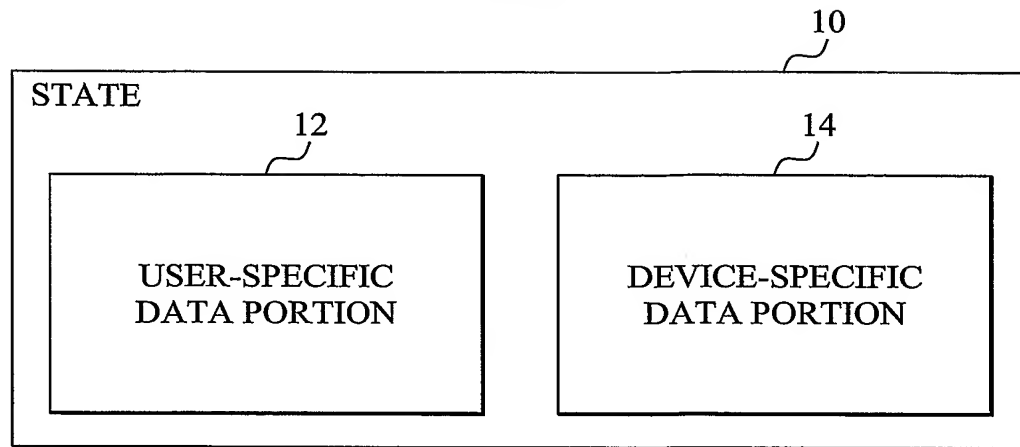 10
STATE
12
14
USER-SPECIFIC
DATA PORTION
DEVICE-SPECIFIC
DATA PORTION